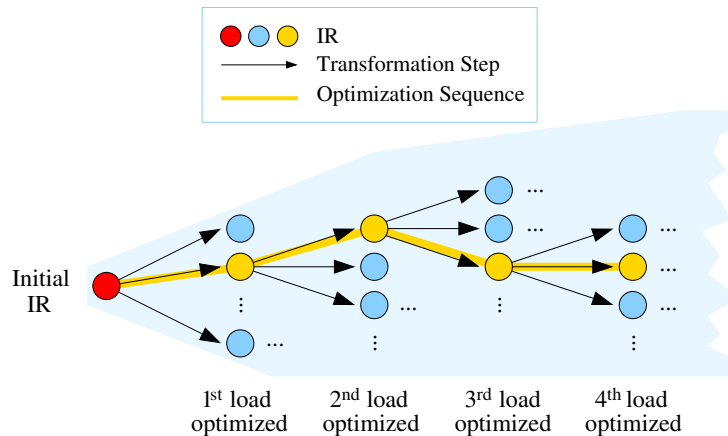 IR
Transformation Step
Optimization Sequence
...
...
...
...
Initial
IR
...
⋮
⋮
...
...
...
⋮
⋮
1st load
optimized
2nd load
optimized
3rd load
optimized
4th load
optimized